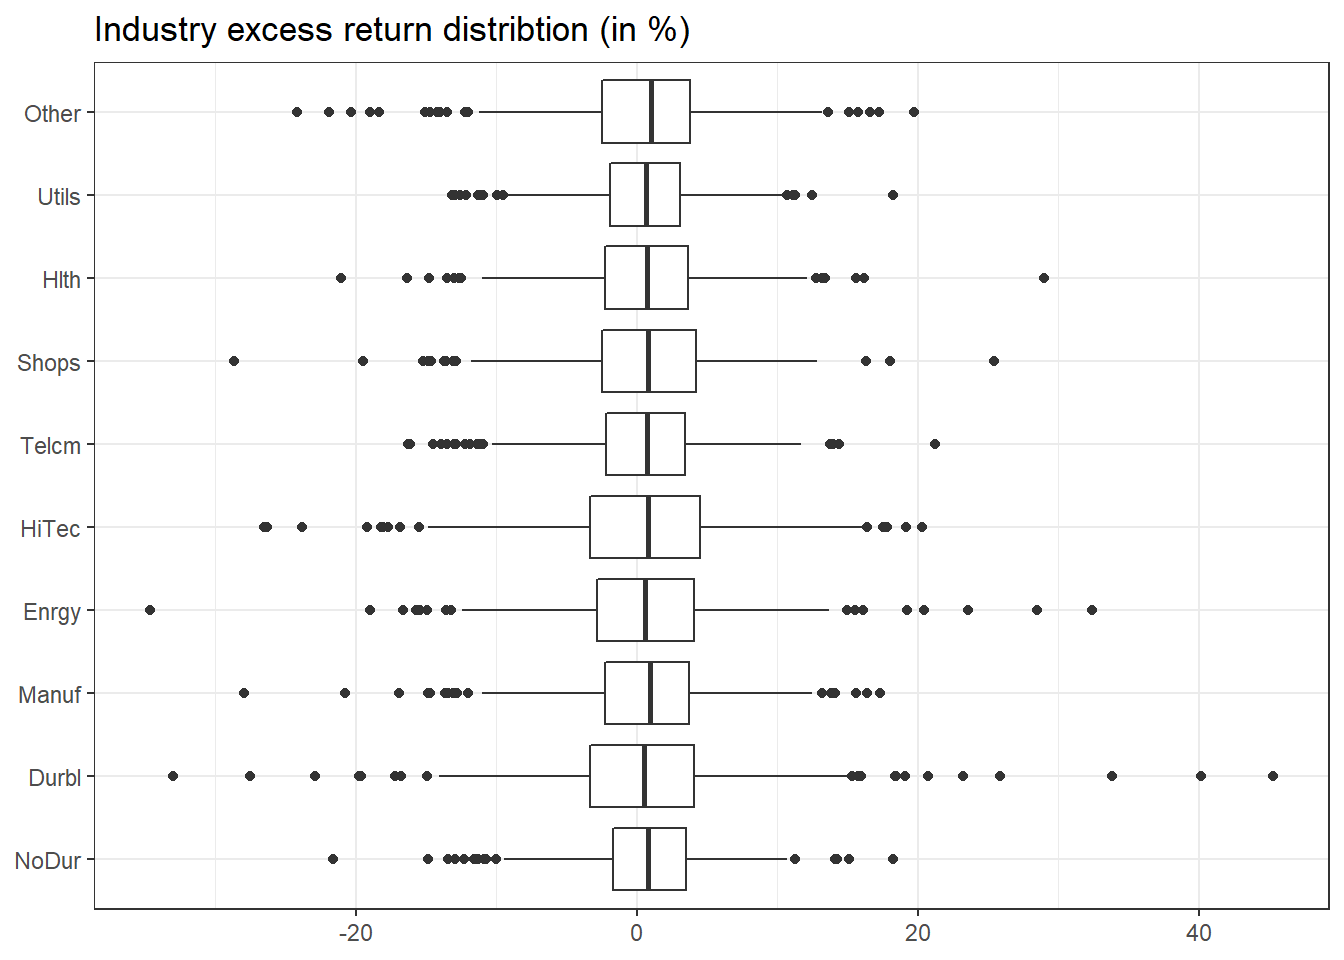 Industry excess return distribtion (in %)
Other
Utils
Hlth
Shops
Telcm
HiTec
Enrgy
Manuf
Durbl
NoDur
-20 0 20 40